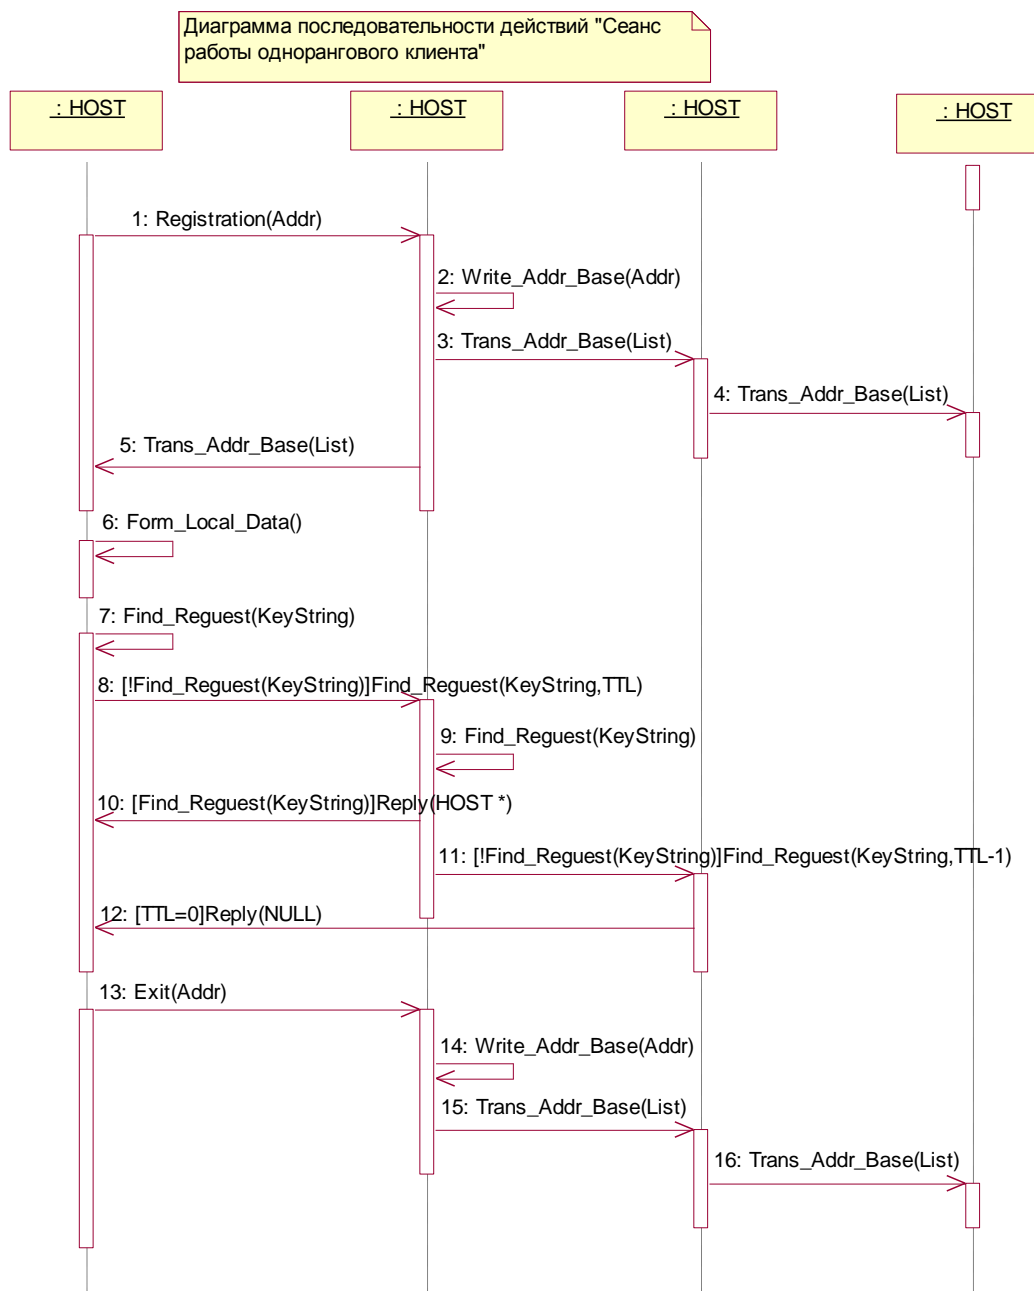 Диаграмма последовательности действий "Сеанс
работы однорангового клиента"
: HOST
: HOST
: HOST
: HOST
1: Registration(Addr)
2: Write_Addr_Base(Addr)
3: Trans_Addr_Base(List)
4: Trans_Addr_Base(List)
5: Trans_Addr_Base(List)
6: Form_Local_Data()
7: Find_Reguest(KeyString)
8: [!Find_Reguest(KeyString)]Find_Reguest(KeyString,TTL)
9: Find_Reguest(KeyString)
10: [Find_Reguest(KeyString)]Reply(HOST *)
11: [!Find_Reguest(KeyString)]Find_Reguest(KeyString,TTL-1)
12: [TTL=0]Reply(NULL)
13: Exit(Addr)
14: Write_Addr_Base(Addr)
15: Trans_Addr_Base(List)
16: Trans_Addr_Base(List)